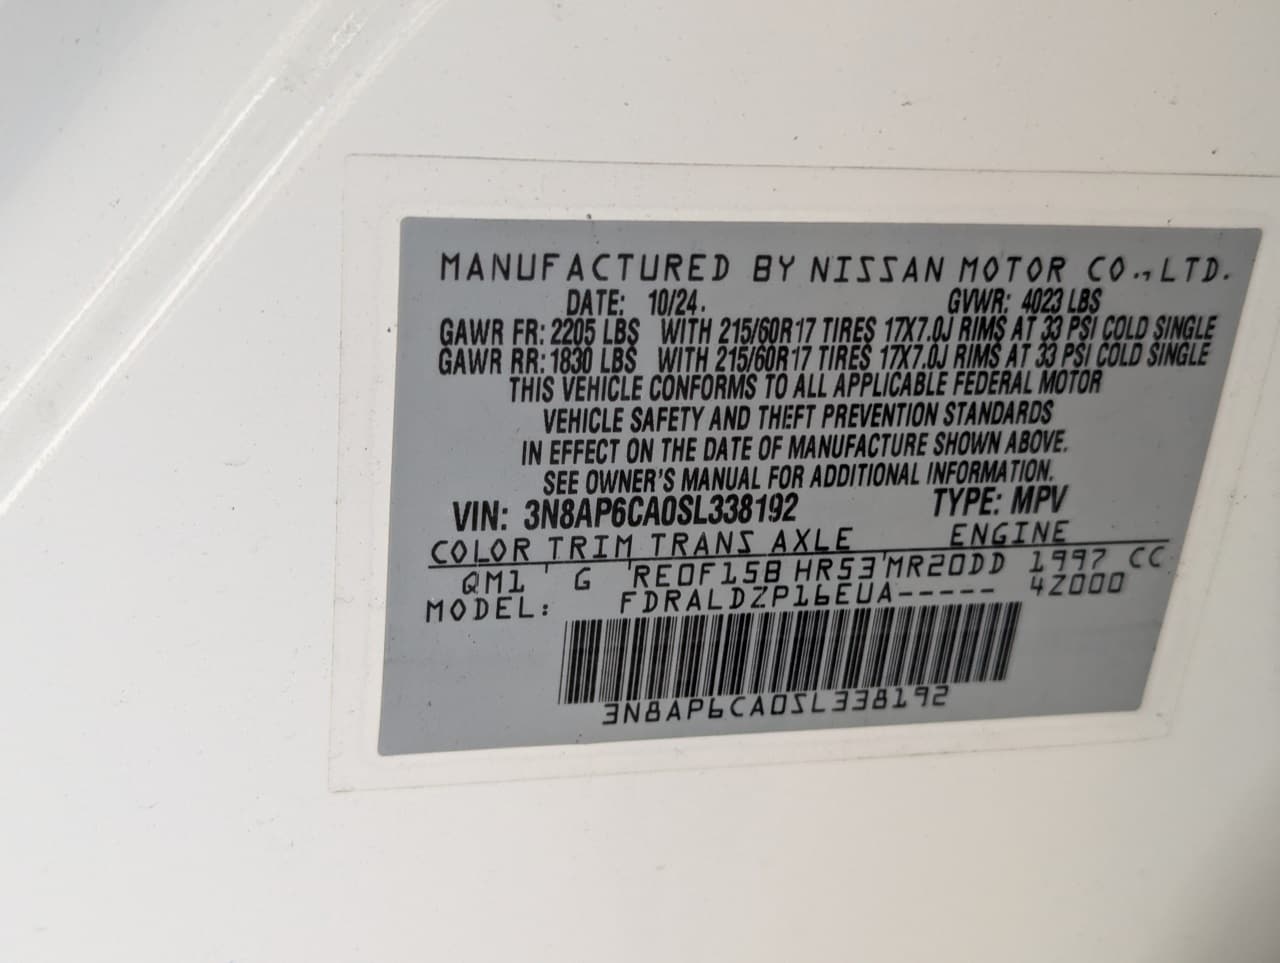 MANUFACTURED BY NISSAN MOTOR CO., LTD.
DATE: 10/24. GVWR: 4023 LBS
GAWR FR: 2205 LBS WITH 215/60R17 TIRES 17X7.0J RIMS AT 33 PSI COLD SINGLE
GAWR RR: 1830 LBS WITH 215/60R17 TIRES 17X7.0J RIMS AT 33 PSI COLD SINGLE
THIS VEHICLE CONFORMS TO ALL APPLICABLE FEDERAL MOTOR
VEHICLE SAFETY AND THEFT PREVENTION STANDARDS
IN EFFECT ON THE DATE OF MANUFACTURE SHOWN ABOVE.
SEE OWNER'S MANUAL FOR ADDITIONAL INFORMATION.
VIN: 3N8AP6CA0SL338192 TYPE: MPV
COLOR TRIM TRANS AXLE ENGINE
QM1 ' G 'RE0F15B HR53'MR20DD 1997 CC
MODEL: FDRALDZP16EUA----- 4Z000
3N8AP6CA0SL338192